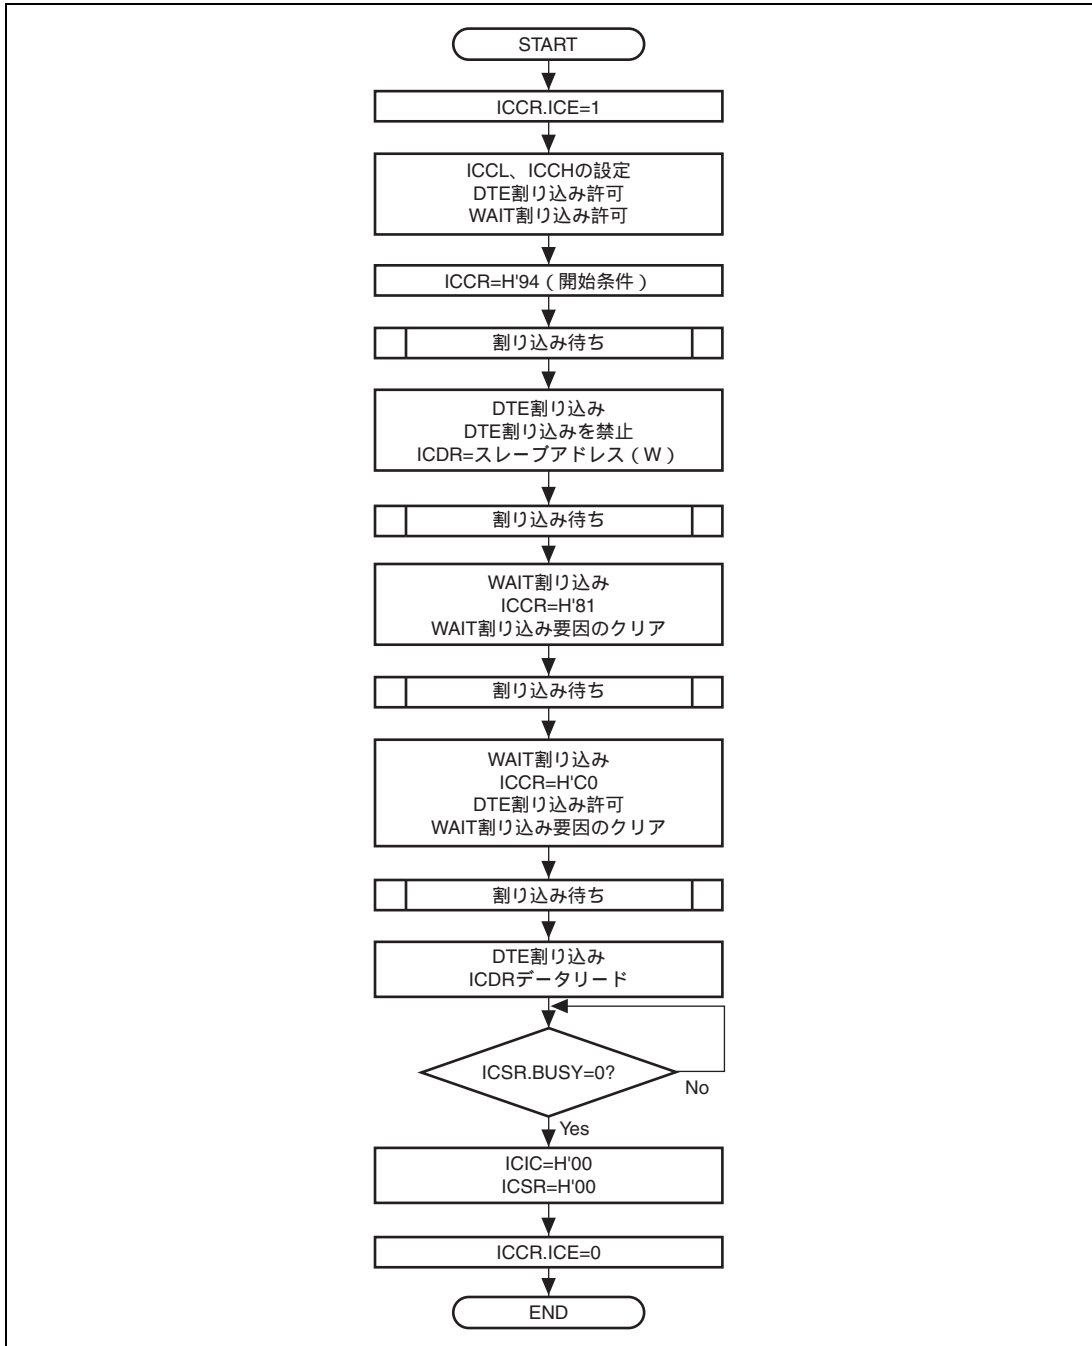 START
ICCR.ICE=1
ICCL、ICCHの設定
DTE割り込み許可
WAIT割り込み許可
ICCR=H'94（開始条件）
割り込み待ち
DTE割り込み
DTE割り込みを禁止
ICDR=スレーブアドレス（W）
割り込み待ち
WAIT割り込み
ICCR=H'81
WAIT割り込み要因のクリア
割り込み待ち
WAIT割り込み
ICCR=H'C0
DTE割り込み許可
WAIT割り込み要因のクリア
割り込み待ち
DTE割り込み
ICDRデータリード
ICSR.BUSY=0?
No
Yes
ICIC=H'00
ICSR=H'00
ICCR.ICE=0
END